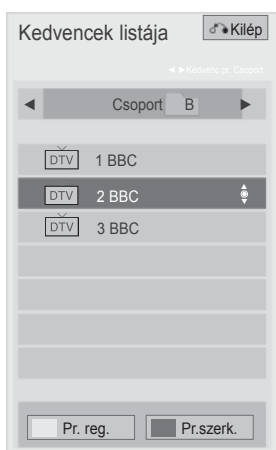 Kedvencek listája
Kilép
◄ ►Kedvenc pr. Csoport
◄ Csoport B ►
DTV 1 BBC
DTV 2 BBC
DTV 3 BBC
Pr. reg. Pr.szerk.